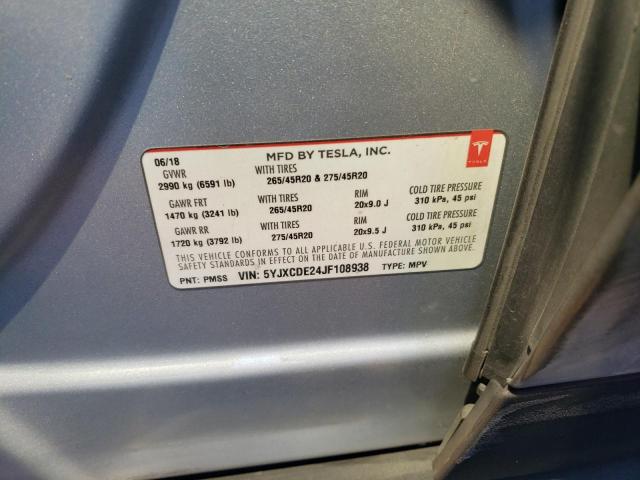 06/18 MFD BY TESLA, INC.
TESLA
GVWR WITH TIRES
2990 kg (6591 lb) 265/45R20 & 275/45R20
GAWR FRT WITH TIRES RIM COLD TIRE PRESSURE
1470 kg (3241 lb) 265/45R20 20x9.0 J 310 kPa, 45 psi
GAWR RR WITH TIRES RIM COLD TIRE PRESSURE
1720 kg (3792 lb) 275/45R20 20x9.5 J 310 kPa, 45 psi
THIS VEHICLE CONFORMS TO ALL APPLICABLE U.S. FEDERAL MOTOR VEHICLE
SAFETY STANDARDS IN EFFECT ON THE DATE OF MANUFACTURE SHOWN ABOVE.
PNT: PMSS VIN: 5YJXCDE24JF108938 TYPE: MPV